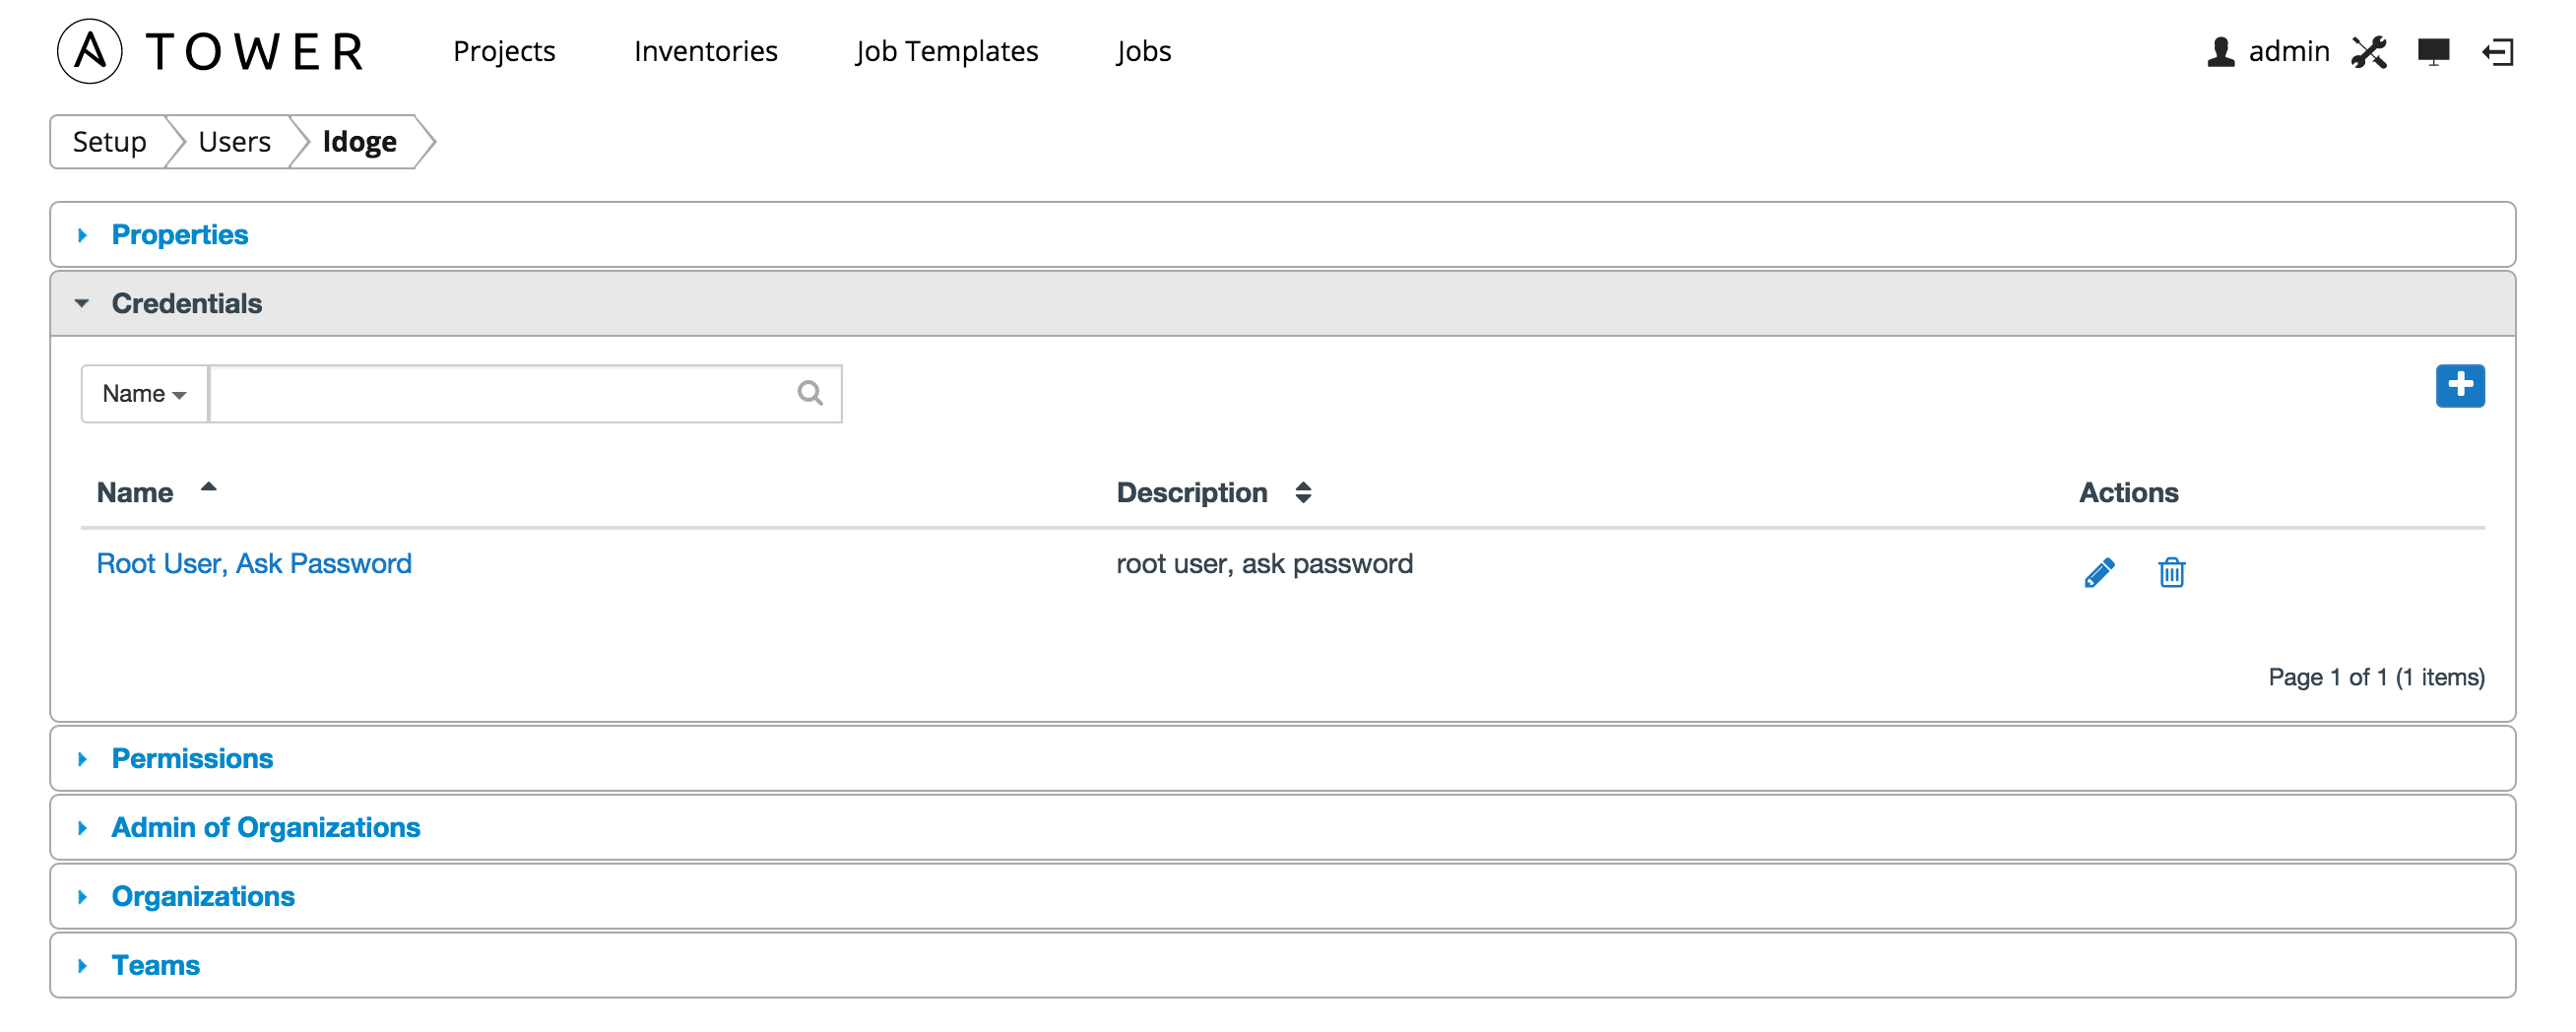 TOWER Projects Inventories Job Templates Jobs admin
Setup Users ldoge
Properties
Credentials
Name
Name Description Actions
Root User, Ask Password root user, ask password
Page 1 of 1 (1 items)
Permissions
Admin of Organizations
Organizations
Teams